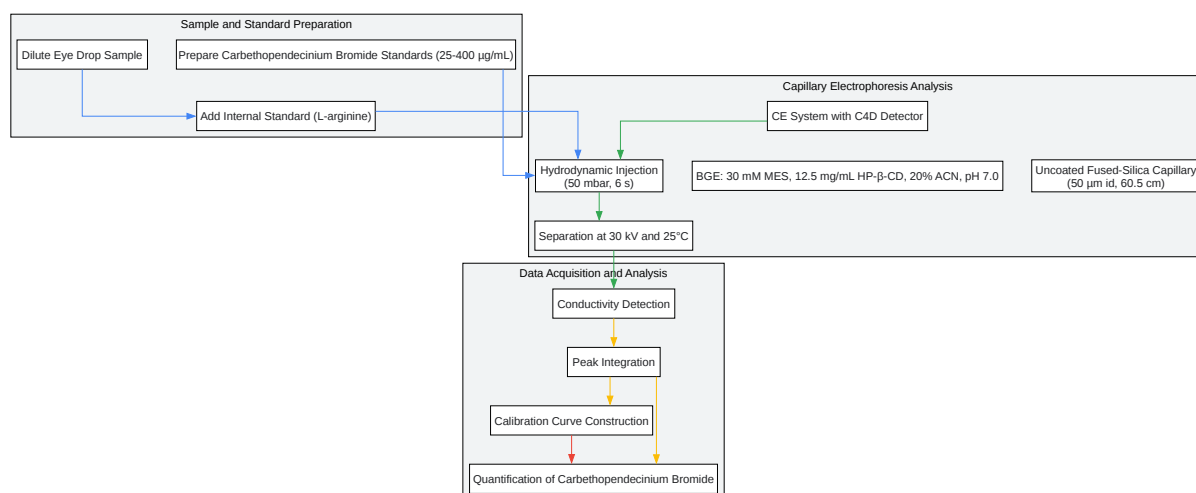 Sample and Standard Preparation
Dilute Eye Drop Sample
Prepare Carbethopendecinium Bromide Standards (25-400 µg/mL)
Add Internal Standard (L-arginine)
Capillary Electrophoresis Analysis
CE System with C4D Detector
Hydrodynamic Injection
(50 mbar, 6 s)
BGE: 30 mM MES, 12.5 mg/mL HP-β-CD, 20% ACN, pH 7.0
Uncoated Fused-Silica Capillary
(50 µm id, 60.5 cm)
Separation at 30 kV and 25°C
Data Acquisition and Analysis
Conductivity Detection
Peak Integration
Calibration Curve Construction
Quantification of Carbethopendecinium Bromide